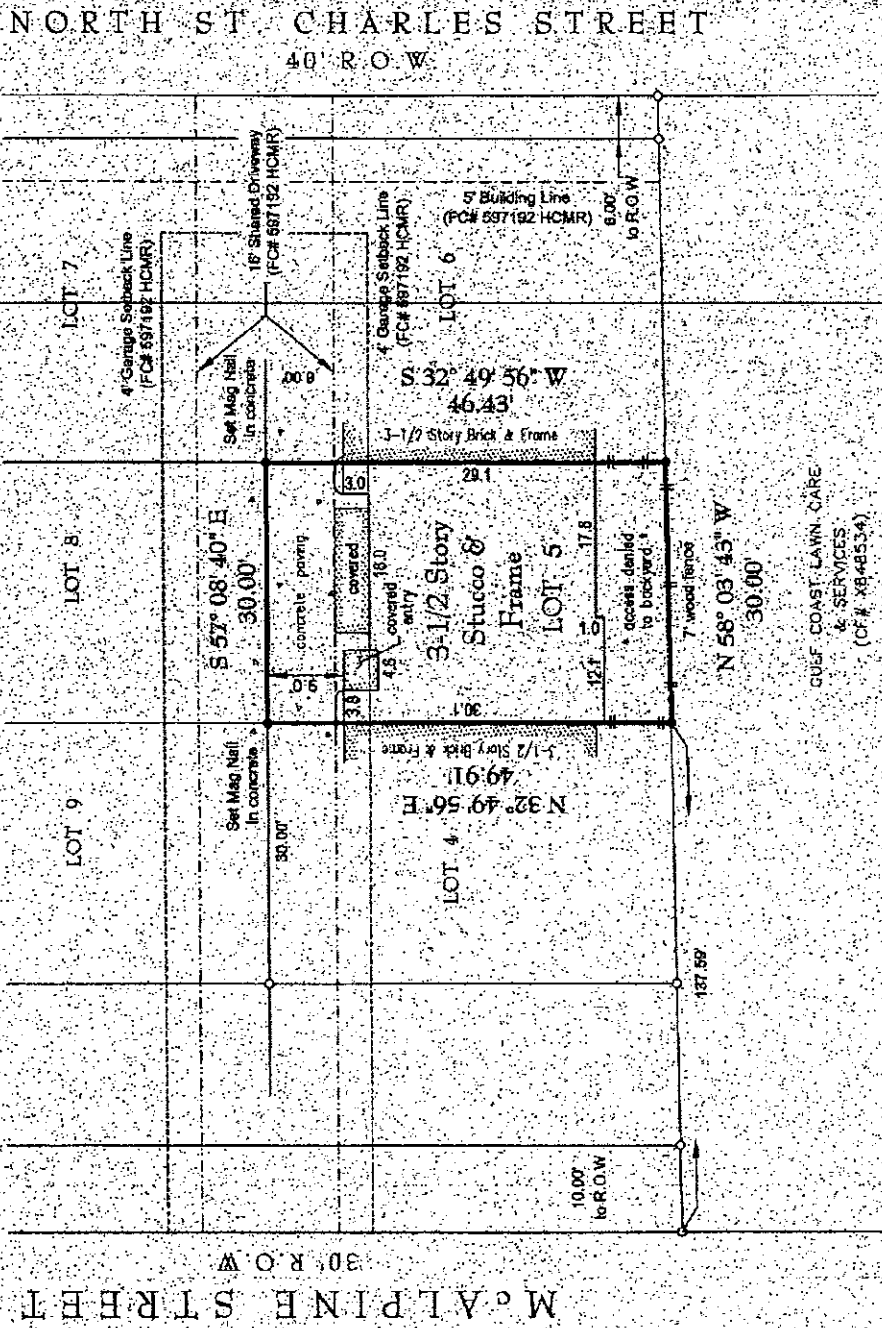 NORTH ST. CHARLES STREET
40' R.O.W.
LOT 7
4' Garage Setback Line
(FC# 597192 HCMR)
16' Shared Driveway
(FC# 597192 HCMR)
4' Garage Setback Line
(FC# 597192 HCMR)
LOT 6
5' Building Line
(FC# 597192 HCMR)
6.00'
to R.O.W
Set Mag Nail
In concrete
8.00'
S 32° 49' 56" W
46.43'
3-1/2 Story Brick & Frame
29.1
LOT 8
S 57° 08' 40" E
30.00'
concrete paving
3.0
covered
18.0
covered
entry
4.6
3.8
3-1/2 Story
Stucco &
Frame
LOT 5
17.8
1.0
12.1
30.1
* access denied
to backyard *
7' wood fence
N 58° 03' 43" W
30.00'
GULF COAST LAWN CARE
& SERVICES
(CF# X848534)
LOT 9
Set Mag Nail
In concrete
30.00'
3-1/2 Story Brick & Frame
49.91'
N 32° 49' 56" E
LOT 4
137.59'
10.00'
to R.O.W
30' R.O.W
McALPINE STREET